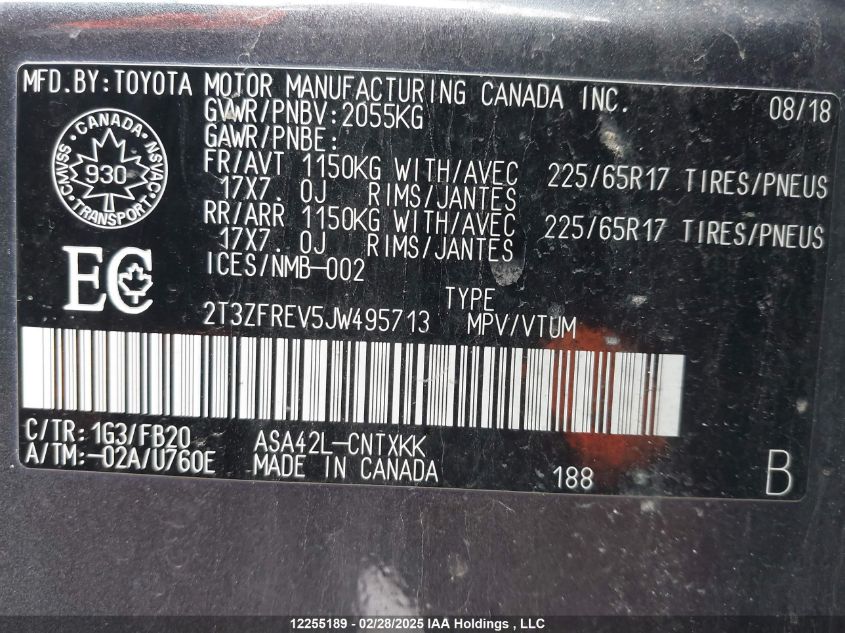 MFD.BY:TOYOTA MOTOR MANUFACTURING CANADA INC. 08/18
GVWR/PNBV:2055KG
GAWR/PNBE:
FR/AVT 1150KG WITH/AVEC 225/65R17 TIRES/PNEUS
17X7. 0J RIMS/JANTES
RR/ARR 1150KG WITH/AVEC 225/65R17 TIRES/PNEUS
17X7. 0J RIMS/JANTES
ICES/NMB-002
CANADA
CMVSS 930 NSVAC
TRANSPORT
EC
TYPE
2T3ZFREV5JW495713 MPV/VTUM
C/TR:1G3/FB20 ASA42L-CNTXKK
A/TM:-02A/U760E MADE IN CANADA 188 B
12255189 - 02/28/2025 IAA Holdings , LLC